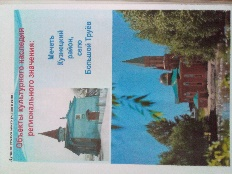 Объекты культурного наследия
регионального значения:
Мечеть
Кузнецкий
район,
село
Большой Труёв